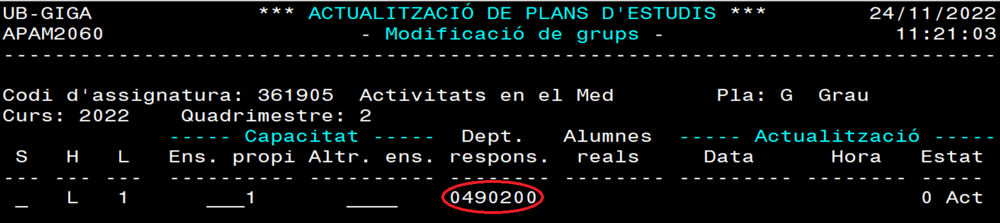 UB-GIGA *** ACTUALITZACIÓ DE PLANS D'ESTUDIS *** 24/11/2022
APAM2060 - Modificació de grups - 11:21:03
-------------------------------------------------------------------------------
Codi d'assignatura: 361905 Activitats en el Med Pla: G Grau
Curs: 2022 Quadrimestre: 2
----- Capacitat ----- Dept. Alumnes ----- Actualització -----
S H L Ens. propi Altr. ens. respons. reals Data Hora Estat
--- --- --- ---------- ---------- -------- -------- --------- -------- -----
_ L 1 ___1 ____ 0490200 0 Act